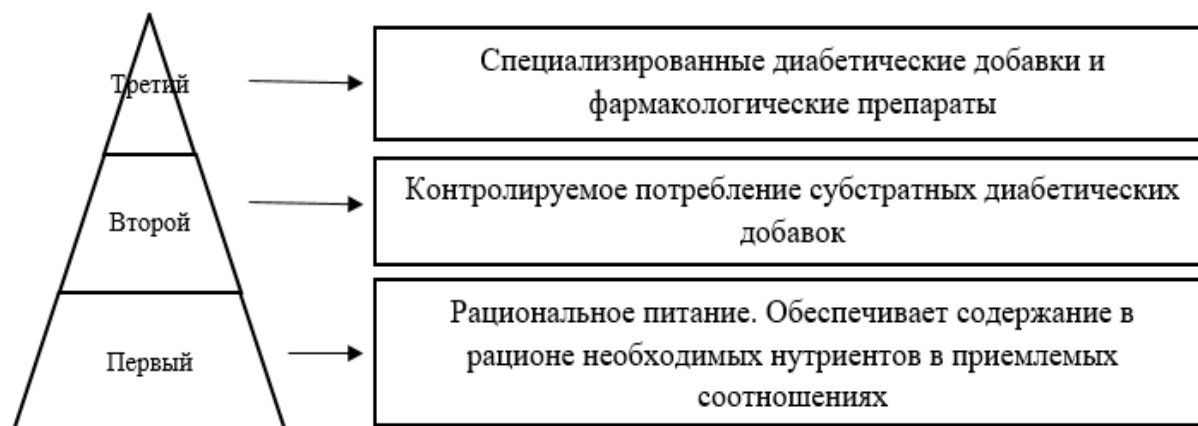 Третий
Специализированные диабетические добавки и
фармакологические препараты
Второй
Контролируемое потребление субстратных диабетических
добавок
Первый
Рациональное питание. Обеспечивает содержание в
рационе необходимых нутриентов в приемлемых
соотношениях